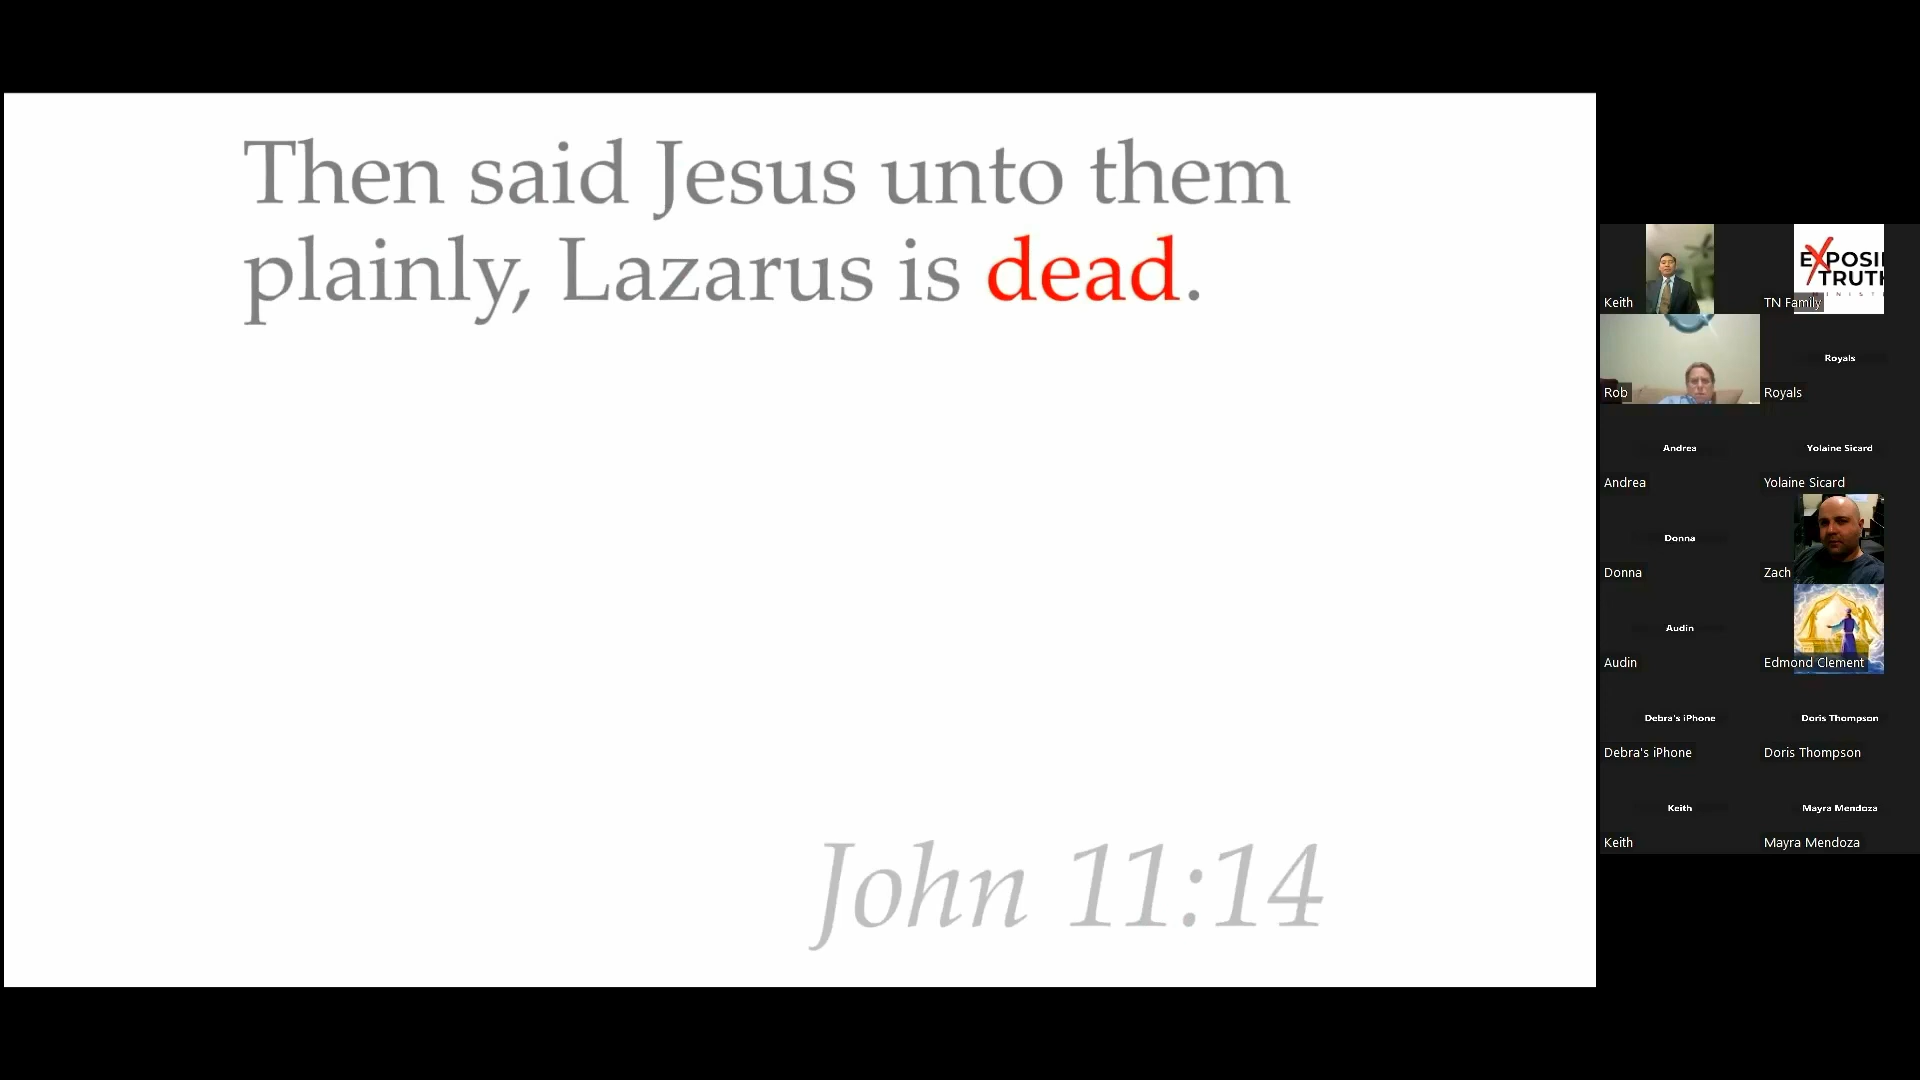 Then said Jesus unto them
plainly, Lazarus is dead.
John 11:14
Keith
EXPOSI
TRUTH
TN Family
Rob
Royals
Royals
Andrea
Andrea
Yolaine Sicard
Yolaine Sicard
Donna
Donna
Zach
Audin
Audin
Edmond Clement
Debra's iPhone
Debra's iPhone
Doris Thompson
Doris Thompson
Keith
Keith
Mayra Mendoza
Mayra Mendoza